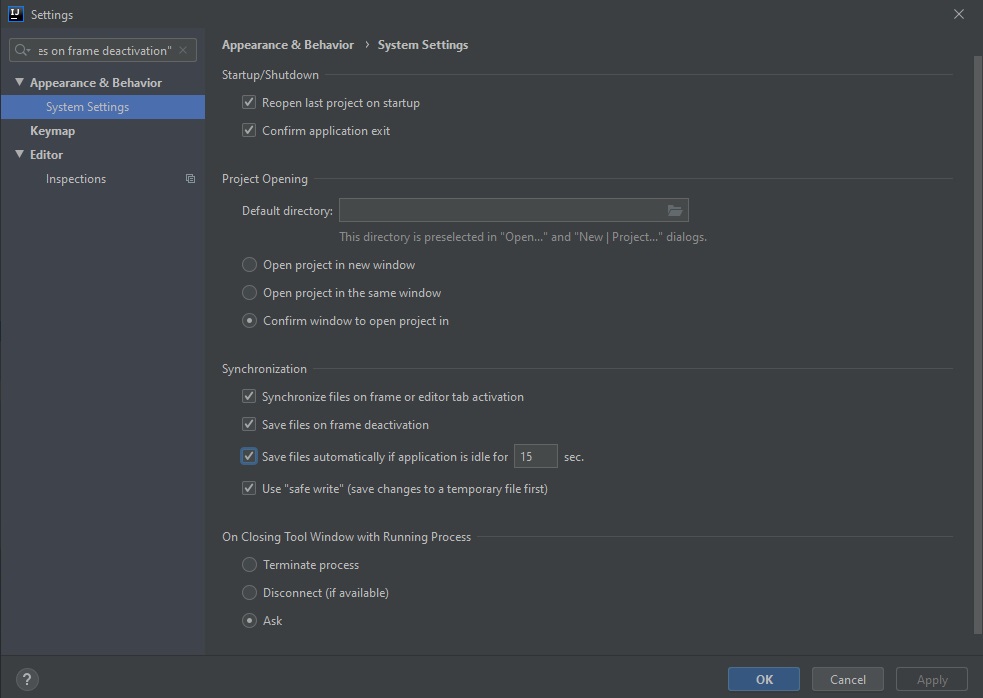 IJ
Settings
es on frame deactivation"
Appearance & Behavior
System Settings
Keymap
Editor
Inspections
Appearance & Behavior › System Settings
Startup/Shutdown
Reopen last project on startup
Confirm application exit
Project Opening
Default directory:
This directory is preselected in "Open..." and "New | Project..." dialogs.
Open project in new window
Open project in the same window
Confirm window to open project in
Synchronization
Synchronize files on frame or editor tab activation
Save files on frame deactivation
Save files automatically if application is idle for 15 sec.
Use "safe write" (save changes to a temporary file first)
On Closing Tool Window with Running Process
Terminate process
Disconnect (if available)
Ask
?
OK
Cancel
Apply